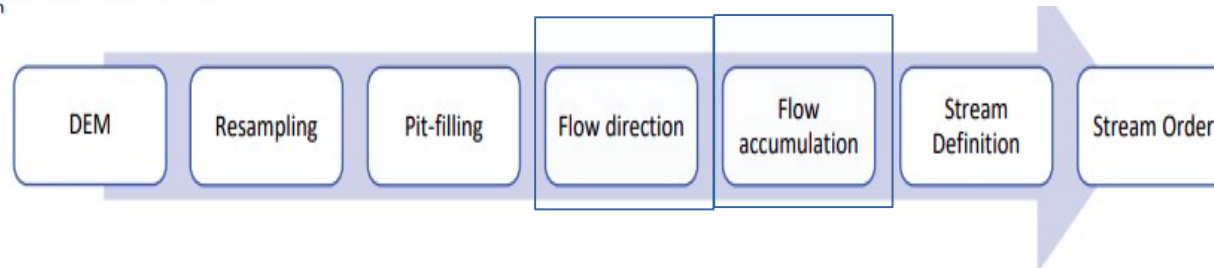 DEM
Resampling
Pit-filling
Flow direction
Flow
accumulation
Stream
Definition
Stream Order